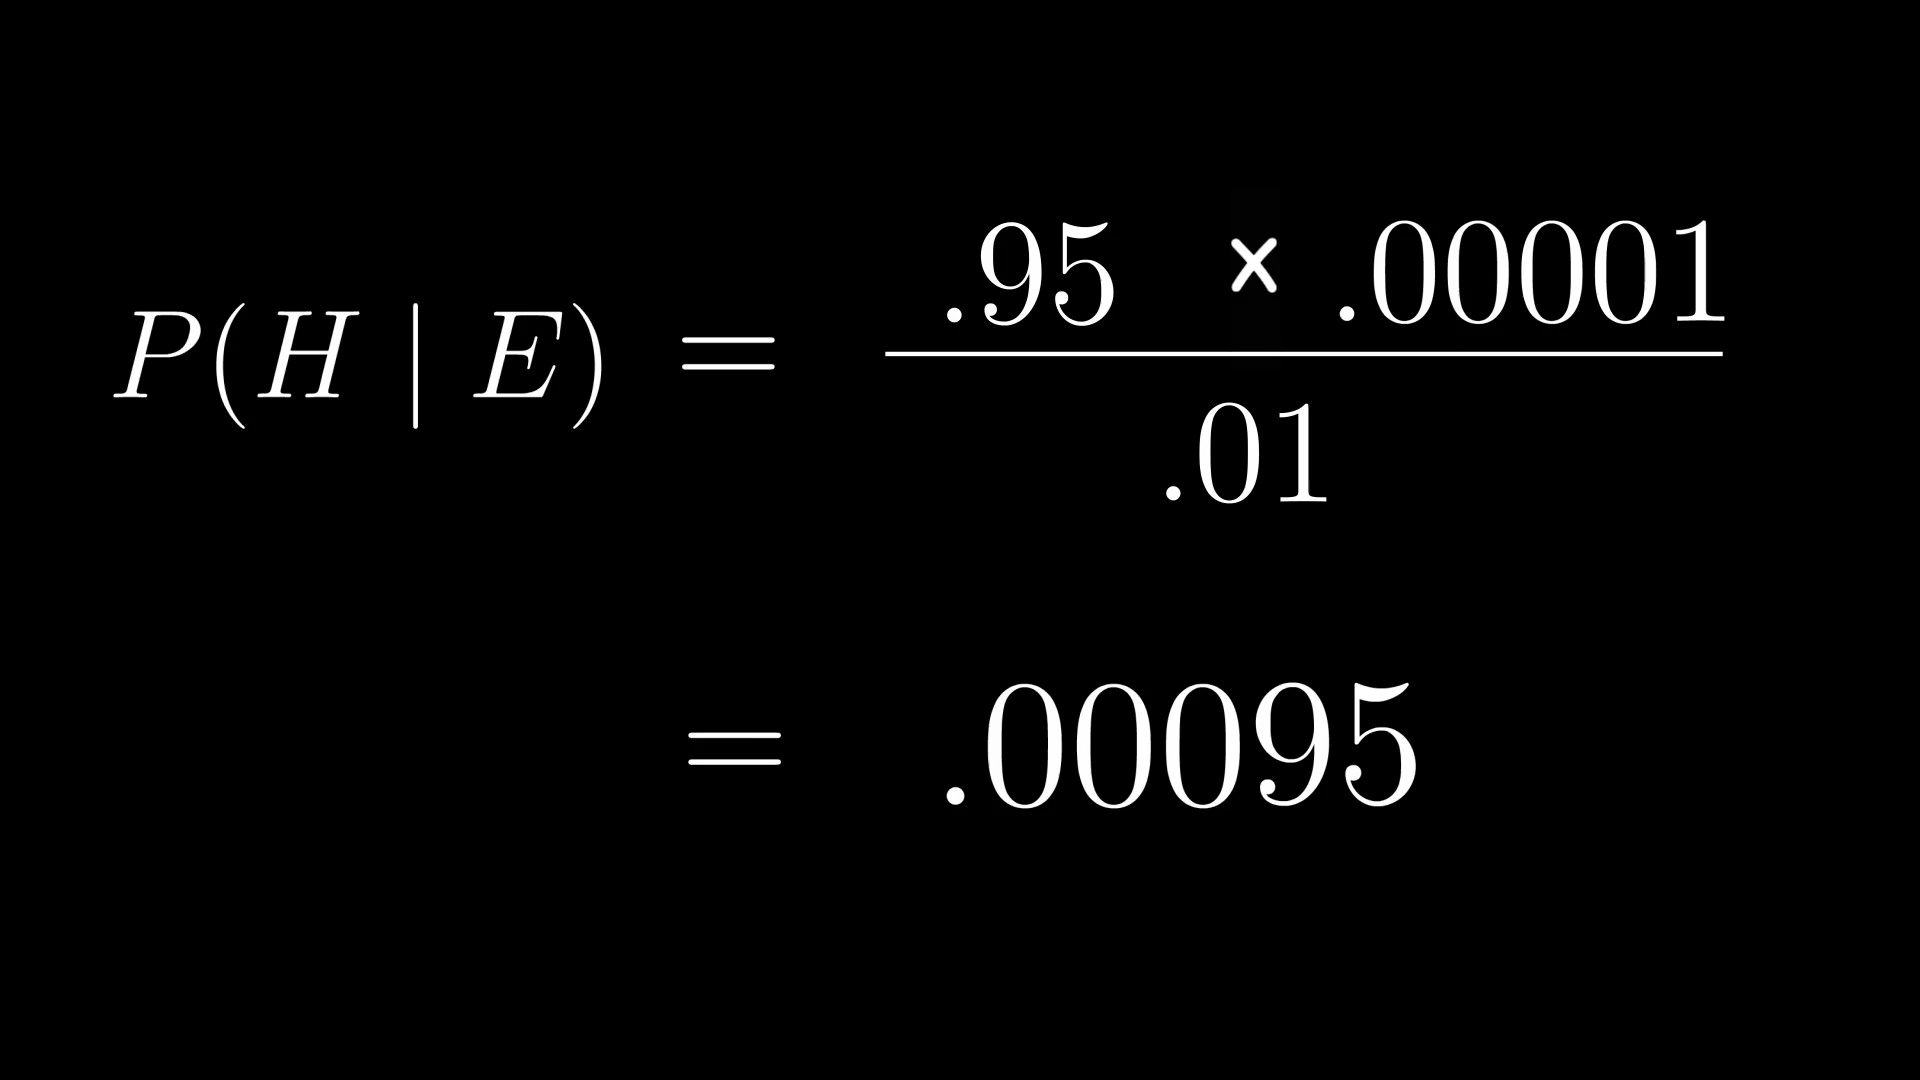 P(H | E) = .95 × .00001
.01
= .00095